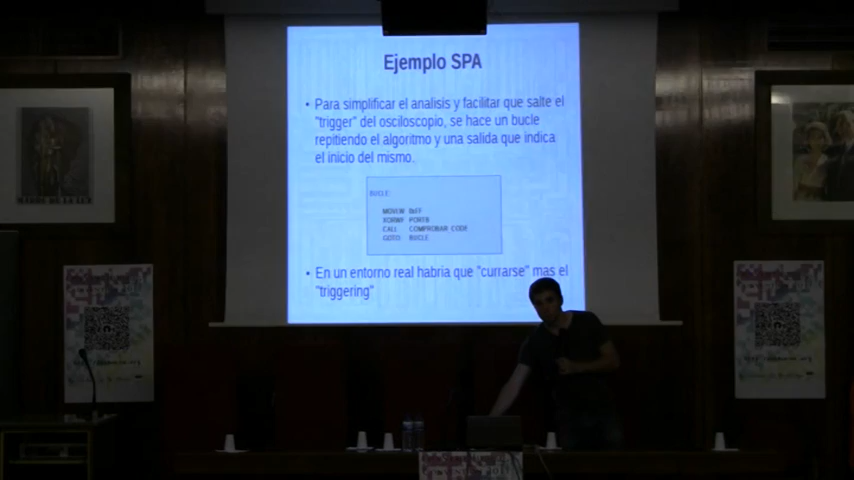 Ejemplo SPA
• Para simplificar el analisis y facilitar que salte el
"trigger" del osciloscopio, se hace un bucle
repitiendo el algoritmo y una salida que indica
el inicio del mismo.
BUCLE:
MOVLW 0xFF
XORWF PORTB
CALL COMPROBAR_CODE
GOTO BUCLE
• En un entorno real habria que "currarse" mas el
"triggering"